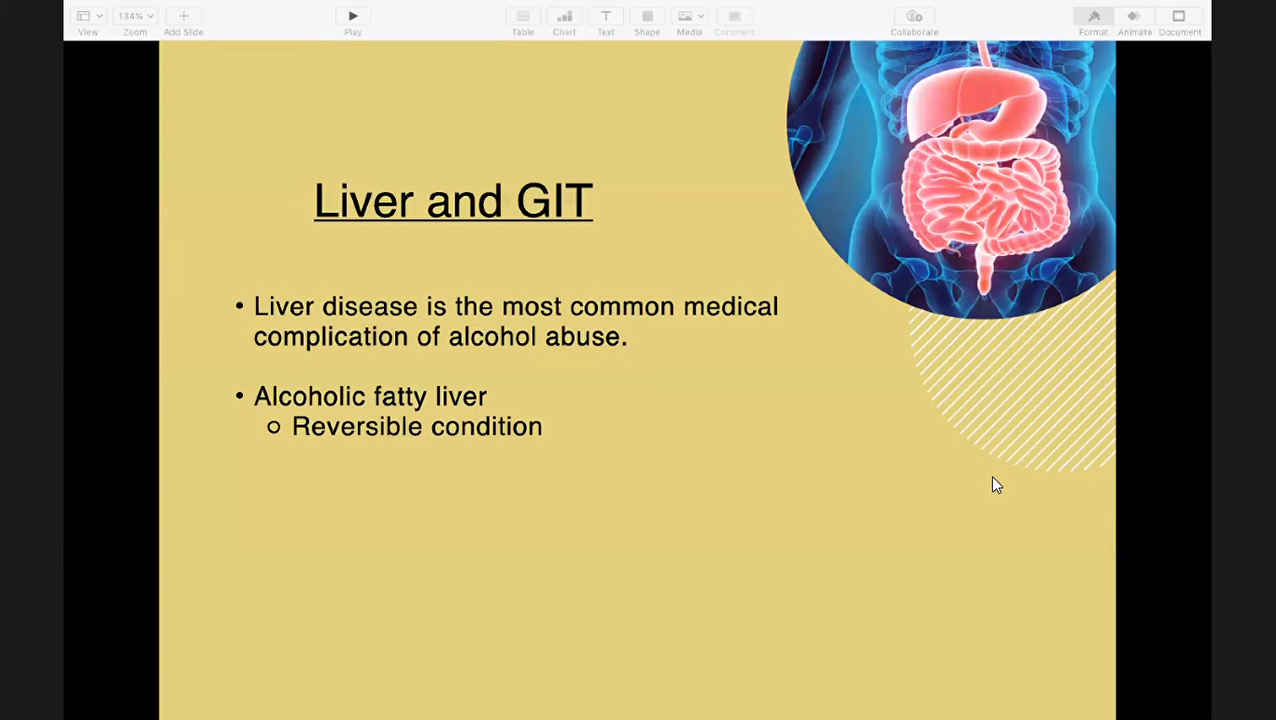 View
134%
Zoom
Add Slide
Play
Table
Chart
Text
Shape
Media
Comment
Collaborate
Format
Animate
Document
Liver and GIT
• Liver disease is the most common medical
complication of alcohol abuse.
• Alcoholic fatty liver
○ Reversible condition